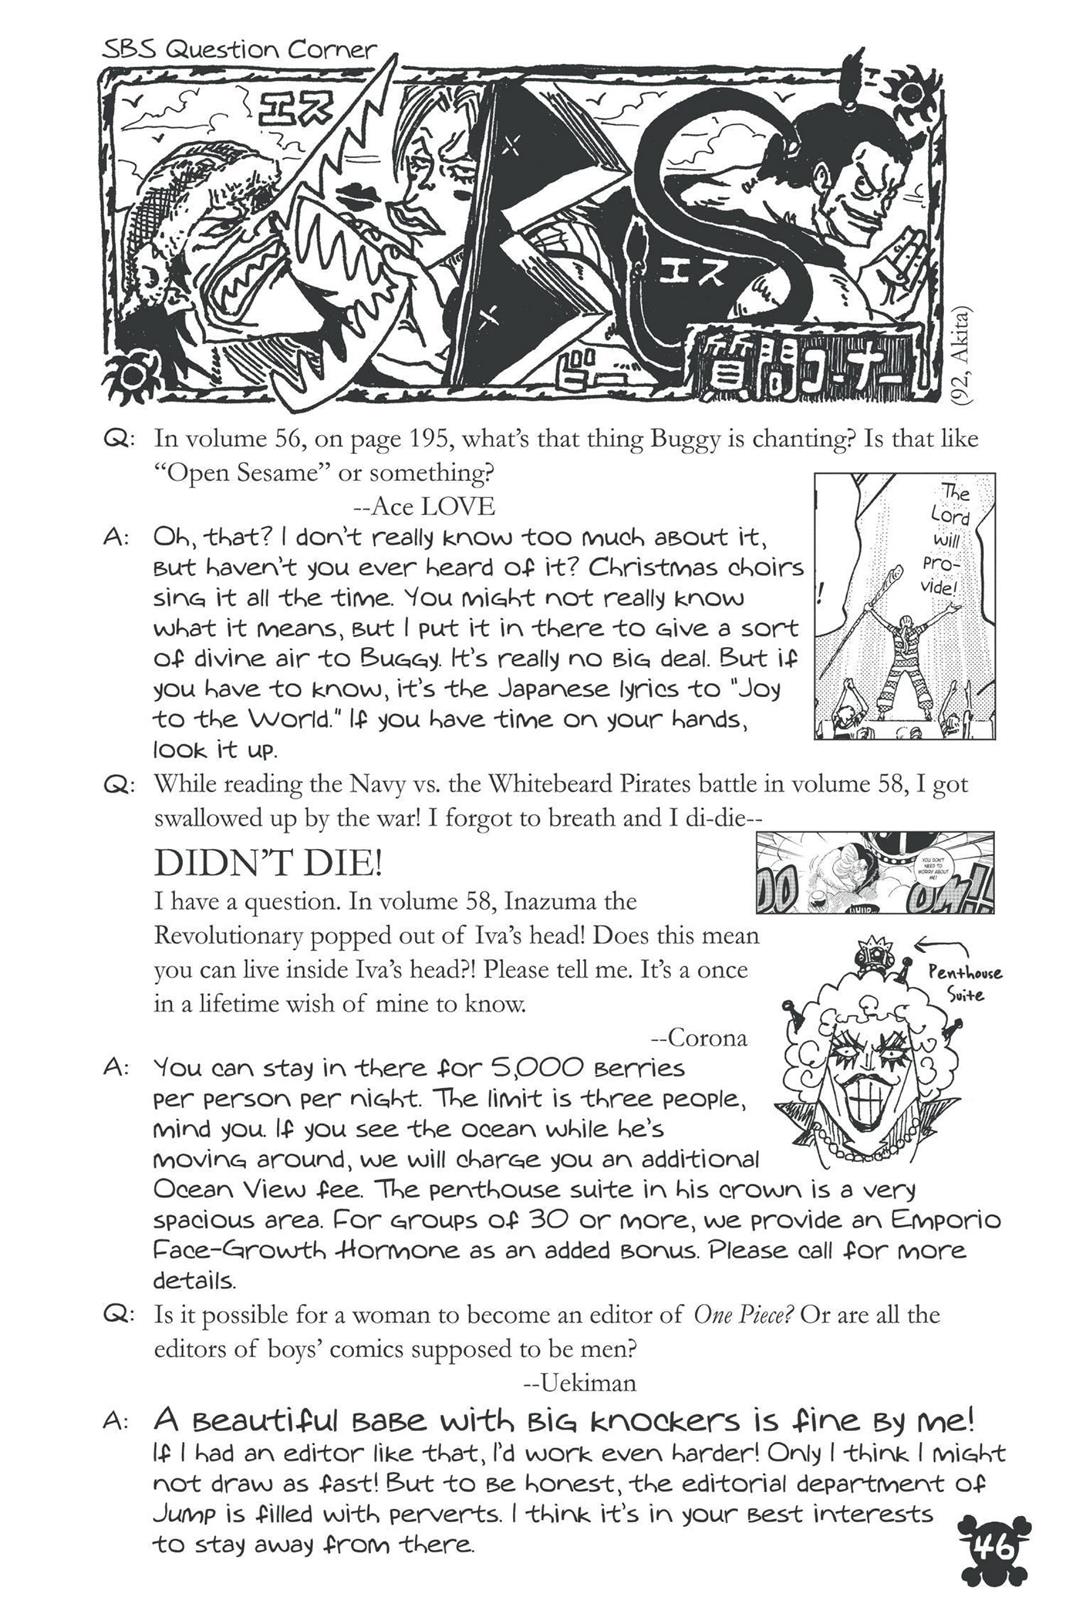 SBS Question Corner
エス
エス
ビー
質問コーナー
(92, Akita)
Q: In volume 56, on page 195, what's that thing Buggy is chanting? Is that like
"Open Sesame" or something?
--Ace LOVE
The
Lord
will
pro-
vide!
!
A: Oh, that? I don't really know too much about it,
but haven't you ever heard of it? Christmas choirs
sing it all the time. You might not really know
what it means, but I put it in there to give a sort
of divine air to Buggy. It's really no big deal. But if
you have to know, it's the Japanese lyrics to "Joy
to the World." If you have time on your hands,
look it up.
Q: While reading the Navy vs. the Whitebeard Pirates battle in volume 58, I got
swallowed up by the war! I forgot to breath and I di-die--
DIDN'T DIE!
YOU DON'T
NEED TO
WORRY ABOUT
ME!
I have a question. In volume 58, Inazuma the
Revolutionary popped out of Iva's head! Does this mean
you can live inside Iva's head?! Please tell me. It's a once
in a lifetime wish of mine to know.
--Corona
Penthouse
Suite
A: You can stay in there for 5,000 berries
per person per night. The limit is three people,
mind you. If you see the ocean while he's
moving around, we will charge you an additional
Ocean View fee. The penthouse suite in his crown is a very
spacious area. For groups of 30 or more, we provide an Emporio
Face-Growth Hormone as an added bonus. Please call for more
details.
Q: Is it possible for a woman to become an editor of One Piece? Or are all the
editors of boys' comics supposed to be men?
--Uekiman
A: A beautiful babe with big knockers is fine by me!
If I had an editor like that, I'd work even harder! Only I think I might
not draw as fast! But to be honest, the editorial department of
Jump is filled with perverts. I think it's in your best interests
to stay away from there.
46